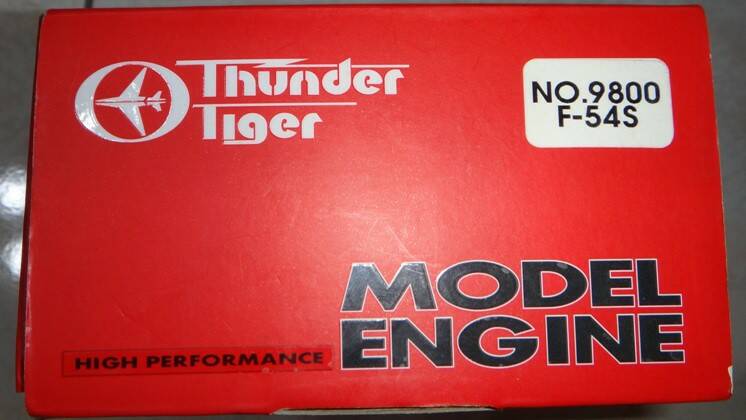 Thunder
Tiger
NO.9800
F-54S
MODEL
ENGINE
HIGH PERFORMANCE